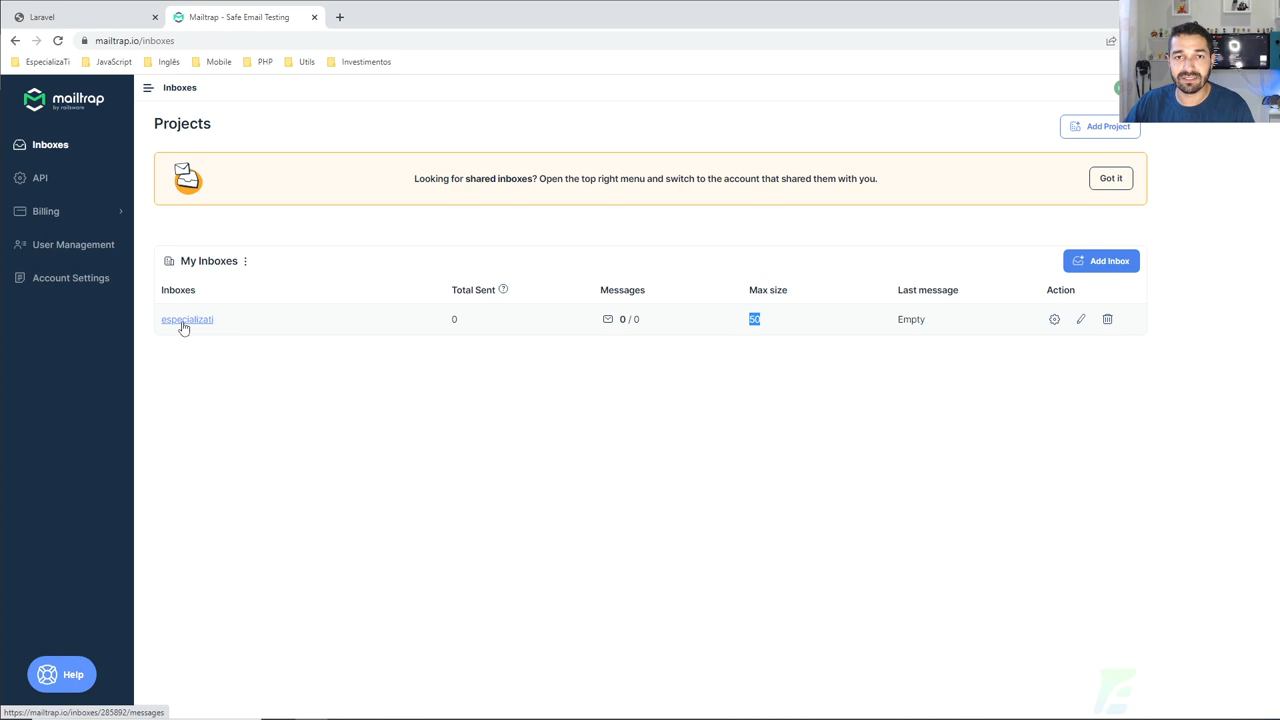 Laravel
Mailtrap - Safe Email Testing
mailtrap.io/inboxes
EspecializaTi
JavaScript
Inglês
Mobile
PHP
Utils
Investimentos
mailtrap
by railsware
Inboxes
API
Billing
User Management
Account Settings
Help
Inboxes
Projects
Add Project
Looking for shared inboxes? Open the top right menu and switch to the account that shared them with you.
Got it
My Inboxes
Add Inbox
Inboxes Total Sent Messages Max size Last message Action
especializati 0 0 / 0 50 Empty
https://mailtrap.io/inboxes/285892/messages